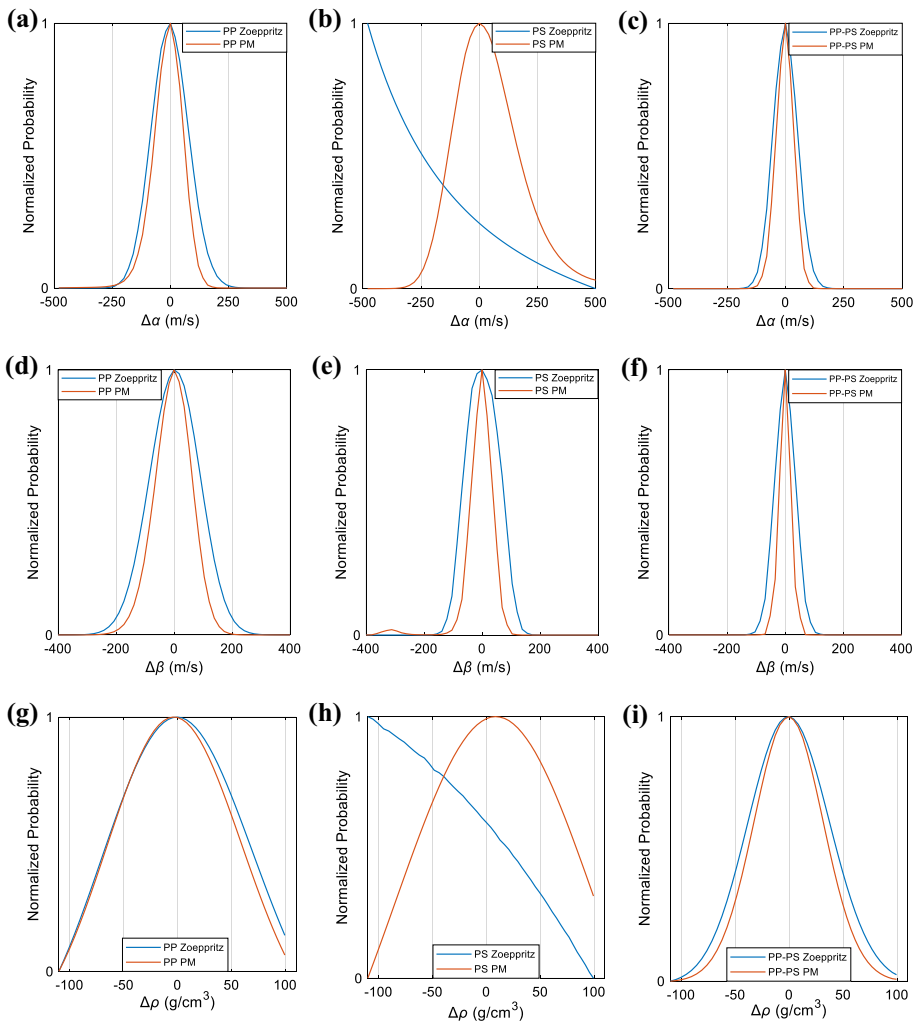 (a)
1
PP Zoeppritz
PP PM
Normalized Probability
0
-500 -250 0 250 500
Δα (m/s)
(b)
1
PS Zoeppritz
PS PM
Normalized Probability
0
-500 -250 0 250 500
Δα (m/s)
(c)
1
PP-PS Zoeppritz
PP-PS PM
Normalized Probability
0
-500 -250 0 250 500
Δα (m/s)
(d)
1
PP Zoeppritz
PP PM
Normalized Probability
0
-400 -200 0 200 400
Δβ (m/s)
(e)
1
PS Zoeppritz
PS PM
Normalized Probability
0
-400 -200 0 200 400
Δβ (m/s)
(f)
1
PP-PS Zoeppritz
PP-PS PM
Normalized Probability
0
-400 -200 0 200 400
Δβ (m/s)
(g)
1
Normalized Probability
PP Zoeppritz
PP PM
0
-100 -50 0 50 100
Δρ (g/cm³)
(h)
1
Normalized Probability
PS Zoeppritz
PS PM
0
-100 -50 0 50 100
Δρ (g/cm³)
(i)
1
Normalized Probability
PP-PS Zoeppritz
PP-PS PM
0
-100 -50 0 50 100
Δρ (g/cm³)